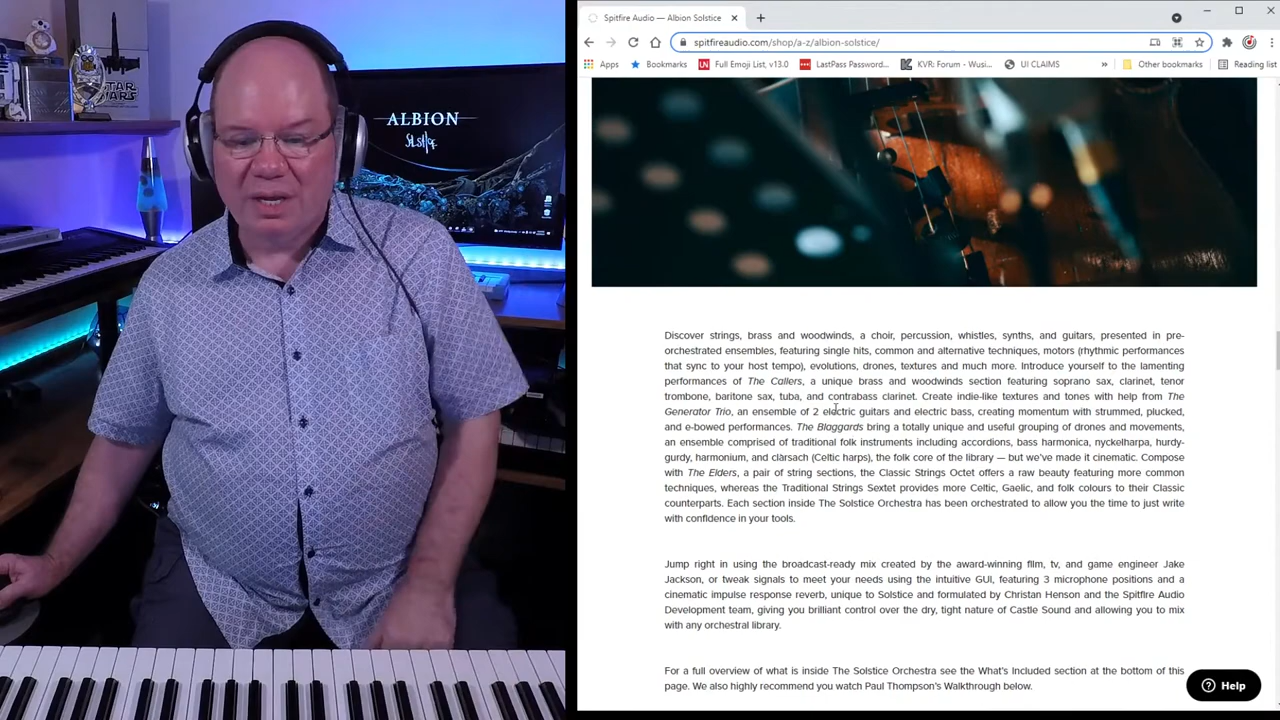 STAR
WARS
ALBION
Solstice
Spitfire Audio — Albion Solstice
spitfireaudio.com/shop/a-z/albion-solstice/
Apps
Bookmarks
Full Emoji List, v13.0
LastPass Password...
KVR: Forum - Wusi...
UI CLAIMS
»
Other bookmarks
Reading list
Discover strings, brass and woodwinds, a choir, percussion, whistles, synths, and guitars, presented in pre-
orchestrated ensembles, featuring single hits, common and alternative techniques, motors (rhythmic performances
that sync to your host tempo), evolutions, drones, textures and much more. Introduce yourself to the lamenting
performances of The Callers, a unique brass and woodwinds section featuring soprano sax, clarinet, tenor
trombone, baritone sax, tuba, and contrabass clarinet. Create indie-like textures and tones with help from The
Generator Trio, an ensemble of 2 electric guitars and electric bass, creating momentum with strummed, plucked,
and e-bowed performances. The Blaggards bring a totally unique and useful grouping of drones and movements,
an ensemble comprised of traditional folk instruments including accordions, bass harmonica, nyckelharpa, hurdy-
gurdy, harmonium, and clàrsach (Celtic harps), the folk core of the library — but we've made it cinematic. Compose
with The Elders, a pair of string sections, the Classic Strings Octet offers a raw beauty featuring more common
techniques, whereas the Traditional Strings Sextet provides more Celtic, Gaelic, and folk colours to their Classic
counterparts. Each section inside The Solstice Orchestra has been orchestrated to allow you the time to just write
with confidence in your tools.
Jump right in using the broadcast-ready mix created by the award-winning film, tv, and game engineer Jake
Jackson, or tweak signals to meet your needs using the intuitive GUI, featuring 3 microphone positions and a
cinematic impulse response reverb, unique to Solstice and formulated by Christan Henson and the Spitfire Audio
Development team, giving you brilliant control over the dry, tight nature of Castle Sound and allowing you to mix
with any orchestral library.
For a full overview of what is inside The Solstice Orchestra see the What's Included section at the bottom of this
page. We also highly recommend you watch Paul Thompson's Walkthrough below.
Help